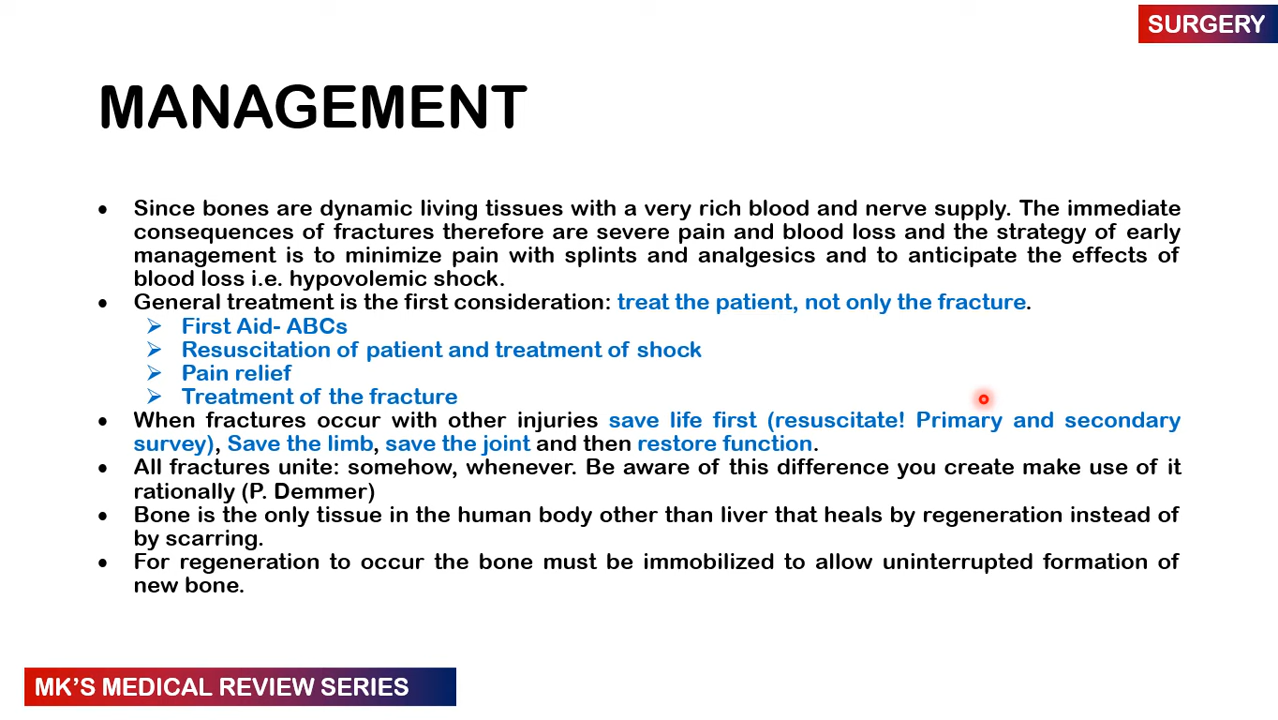 SURGERY
MANAGEMENT
• Since bones are dynamic living tissues with a very rich blood and nerve supply. The immediate
consequences of fractures therefore are severe pain and blood loss and the strategy of early
management is to minimize pain with splints and analgesics and to anticipate the effects of
blood loss i.e. hypovolemic shock.
• General treatment is the first consideration: treat the patient, not only the fracture.
➢ First Aid- ABCs
➢ Resuscitation of patient and treatment of shock
➢ Pain relief
➢ Treatment of the fracture
• When fractures occur with other injuries save life first (resuscitate! Primary and secondary
survey), Save the limb, save the joint and then restore function.
• All fractures unite: somehow, whenever. Be aware of this difference you create make use of it
rationally (P. Demmer)
• Bone is the only tissue in the human body other than liver that heals by regeneration instead of
by scarring.
• For regeneration to occur the bone must be immobilized to allow uninterrupted formation of
new bone.
MK’S MEDICAL REVIEW SERIES